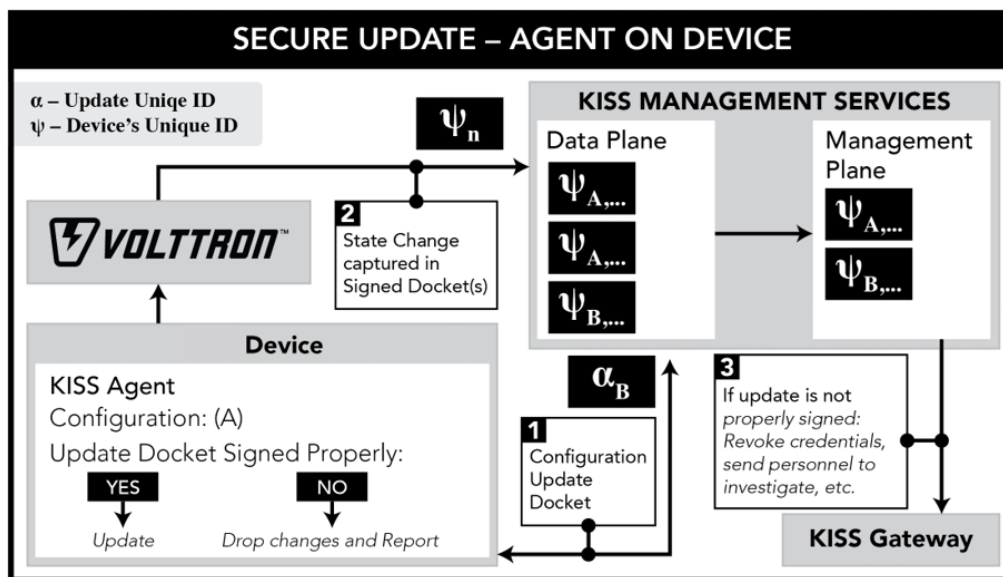 SECURE UPDATE – AGENT ON DEVICE
α – Update Uniqe ID
ψ – Device's Unique ID
ψn
KISS MANAGEMENT SERVICES
Data Plane
ψA,...
ψA,...
ψB,...
Management
Plane
ψA,...
ψB,...
VOLTTRON™
2
State Change
captured in
Signed Docket(s)
Device
KISS Agent
Configuration: (A)
Update Docket Signed Properly:
YES
Update
NO
Drop changes and Report
αB
1
Configuration
Update
Docket
3
If update is not
properly signed:
Revoke credentials,
send personnel to
investigate, etc.
KISS Gateway